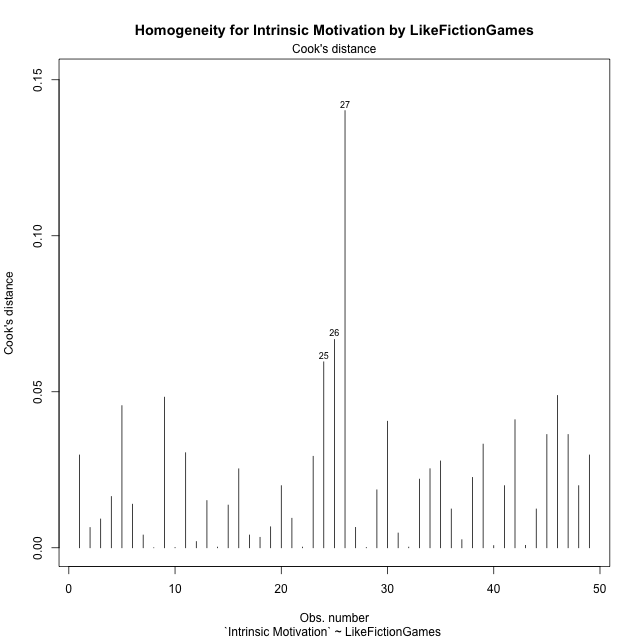 Homogeneity for Intrinsic Motivation by LikeFictionGames
Cook's distance
0.15
0.10
0.05
0.00
Cook's distance
27
26
25
0 10 20 30 40 50
Obs. number
`Intrinsic Motivation` ~ LikeFictionGames